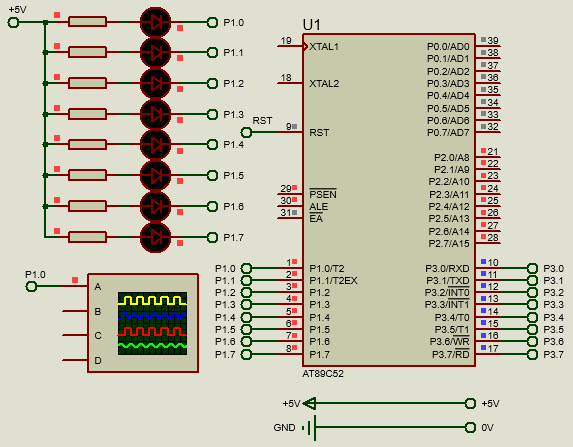 +5V
P1.0
P1.1
P1.2
P1.3
P1.4
P1.5
P1.6
P1.7
P1.0
A
B
C
D
U1
RST
19 XTAL1 P0.0/AD0 39
P0.1/AD1 38
P0.2/AD2 37
18 XTAL2 P0.3/AD3 36
P0.4/AD4 35
P0.5/AD5 34
P0.6/AD6 33
9 RST P0.7/AD7 32
P2.0/A8 21
P2.1/A9 22
P2.2/A10 23
29 PSEN P2.3/A11 24
30 ALE P2.4/A12 25
31 EA P2.5/A13 26
P2.6/A14 27
P2.7/A15 28
P1.0 1 P1.0/T2 P3.0/RXD 10 P3.0
P1.1 2 P1.1/T2EX P3.1/TXD 11 P3.1
P1.2 3 P1.2 P3.2/INT0 12 P3.2
P1.3 4 P1.3 P3.3/INT1 13 P3.3
P1.4 5 P1.4 P3.4/T0 14 P3.4
P1.5 6 P1.5 P3.5/T1 15 P3.5
P1.6 7 P1.6 P3.6/WR 16 P3.6
P1.7 8 P1.7 P3.7/RD 17 P3.7
AT89C52
+5V +5V
GND 0V